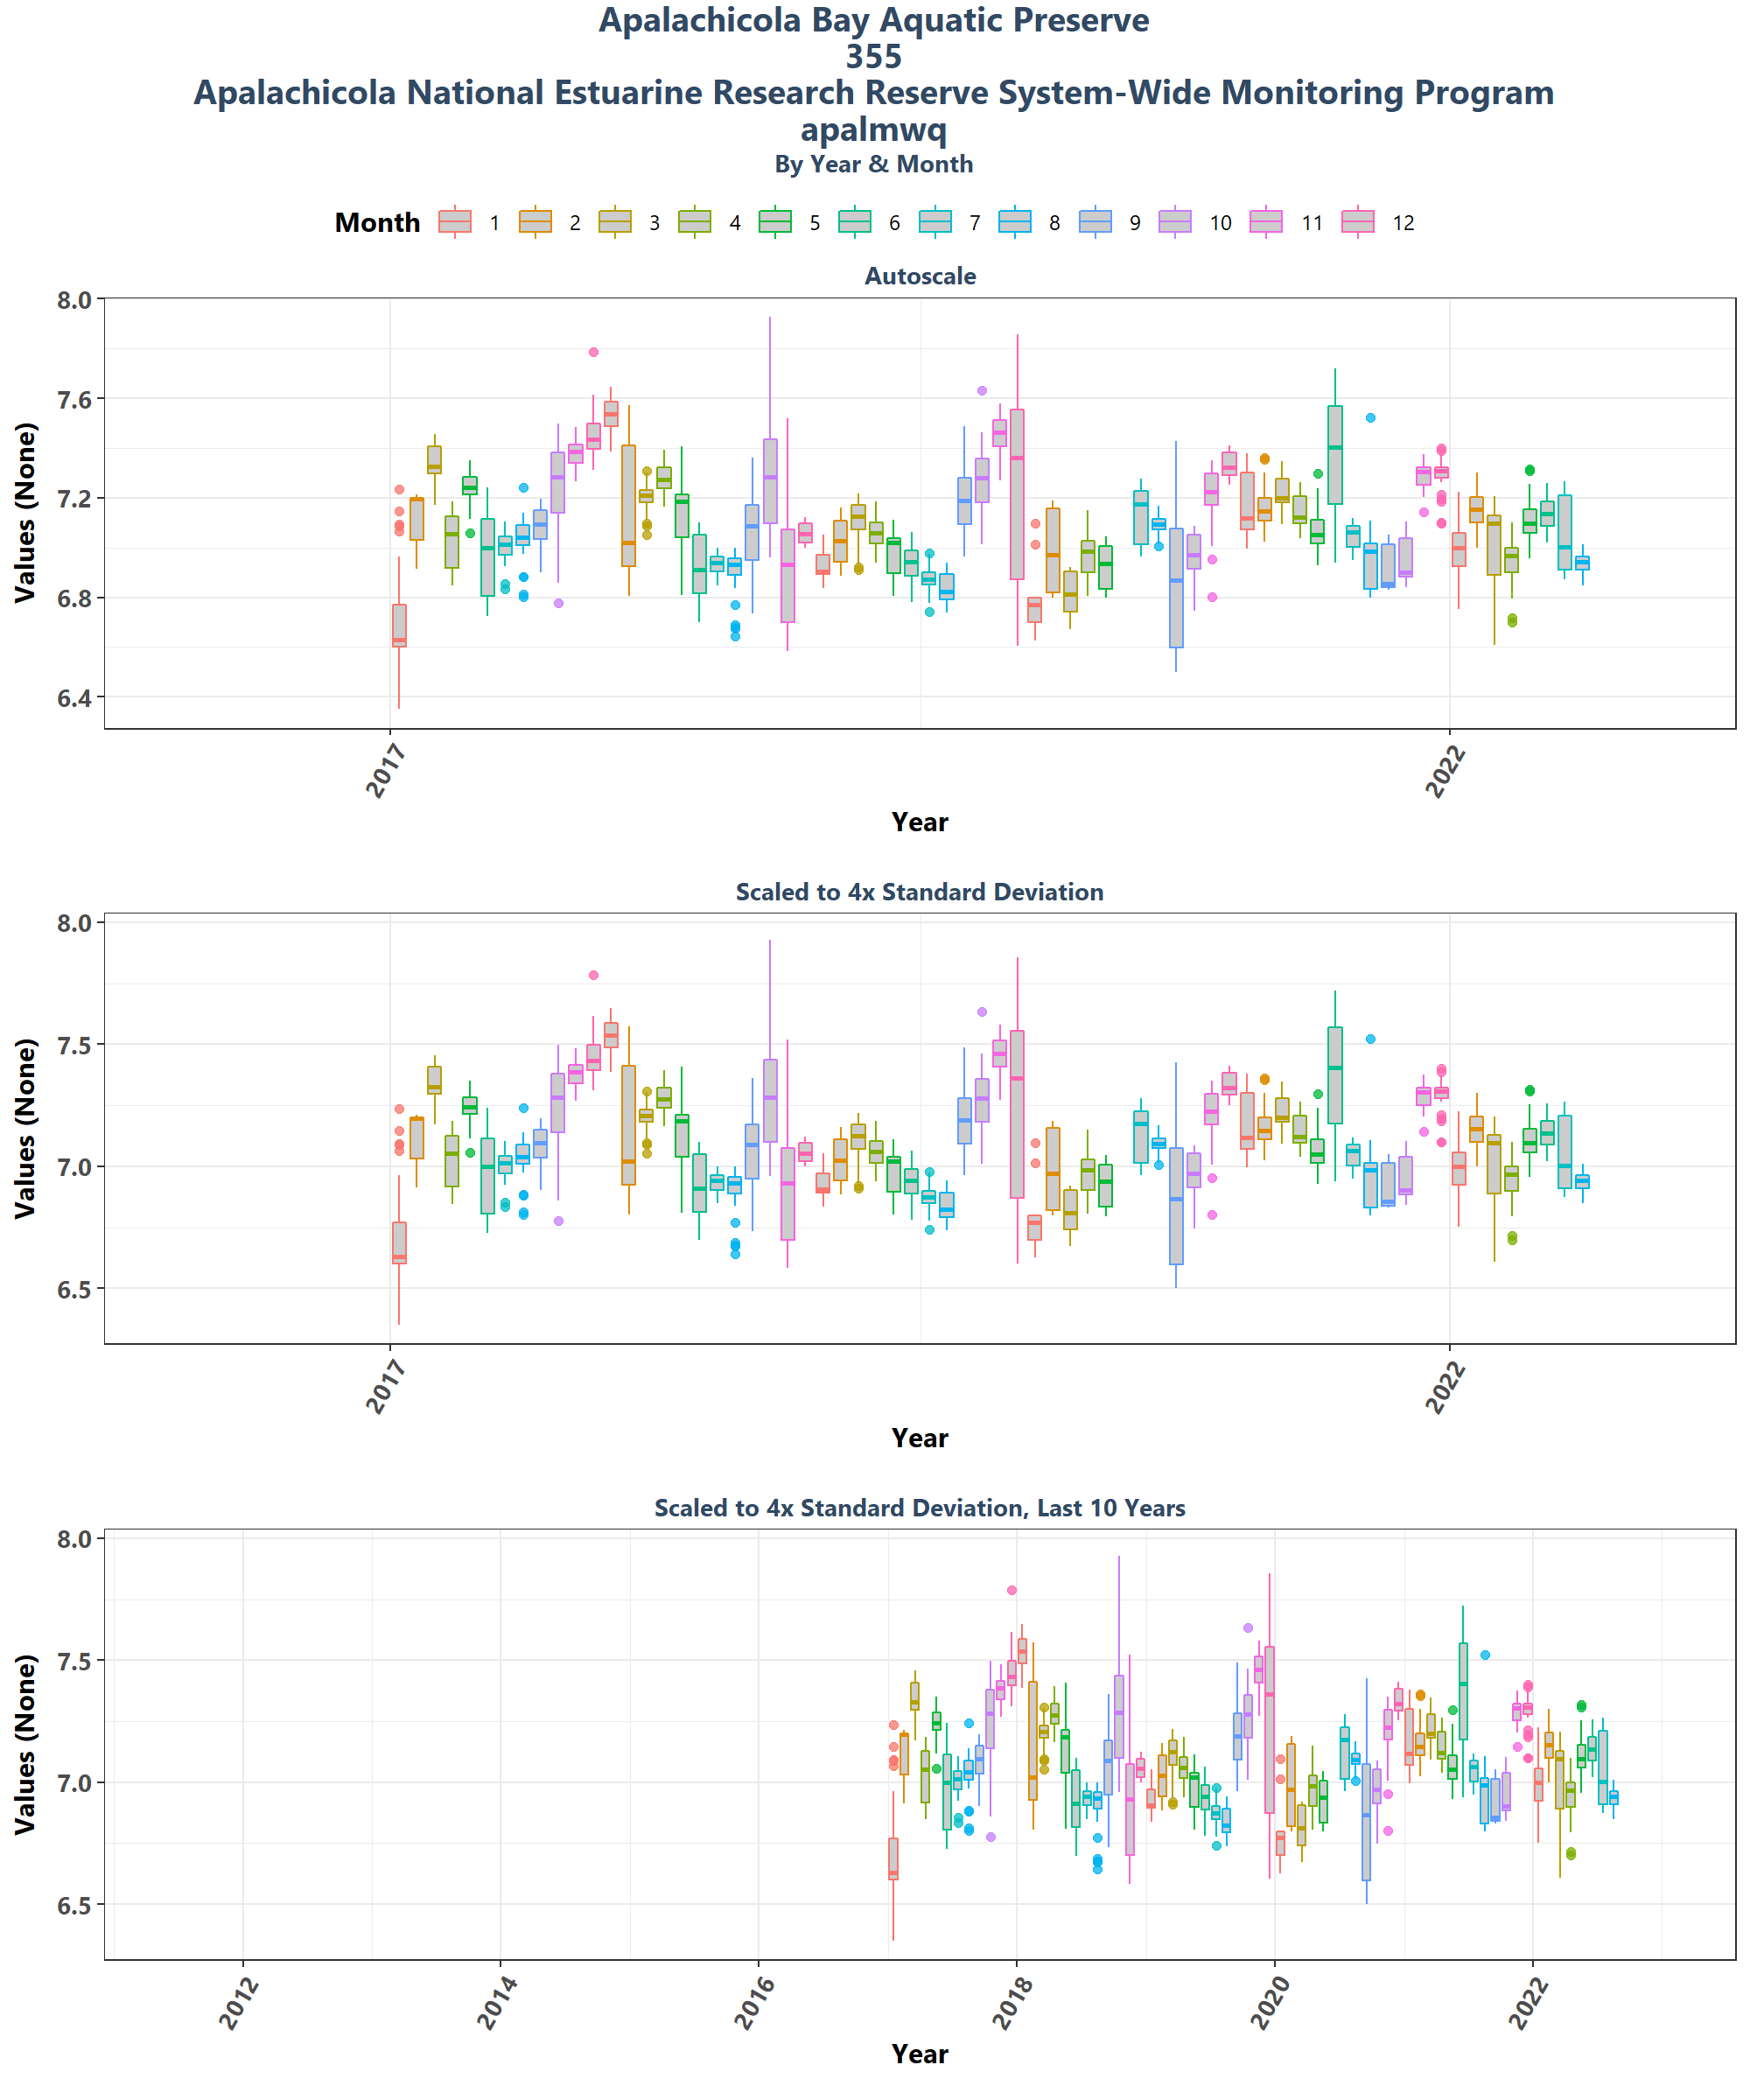 Apalachicola Bay Aquatic Preserve
355
Apalachicola National Estuarine Research Reserve System-Wide Monitoring Program
apalmwq
By Year & Month
Month 1 2 3 4 5 6 7 8 9 10 11 12
Autoscale
Values (None)
8.0
7.6
7.2
6.8
6.4
2017 2022
Year
Scaled to 4x Standard Deviation
Values (None)
8.0
7.5
7.0
6.5
2017 2022
Year
Scaled to 4x Standard Deviation, Last 10 Years
Values (None)
8.0
7.5
7.0
6.5
2012 2014 2016 2018 2020 2022
Year